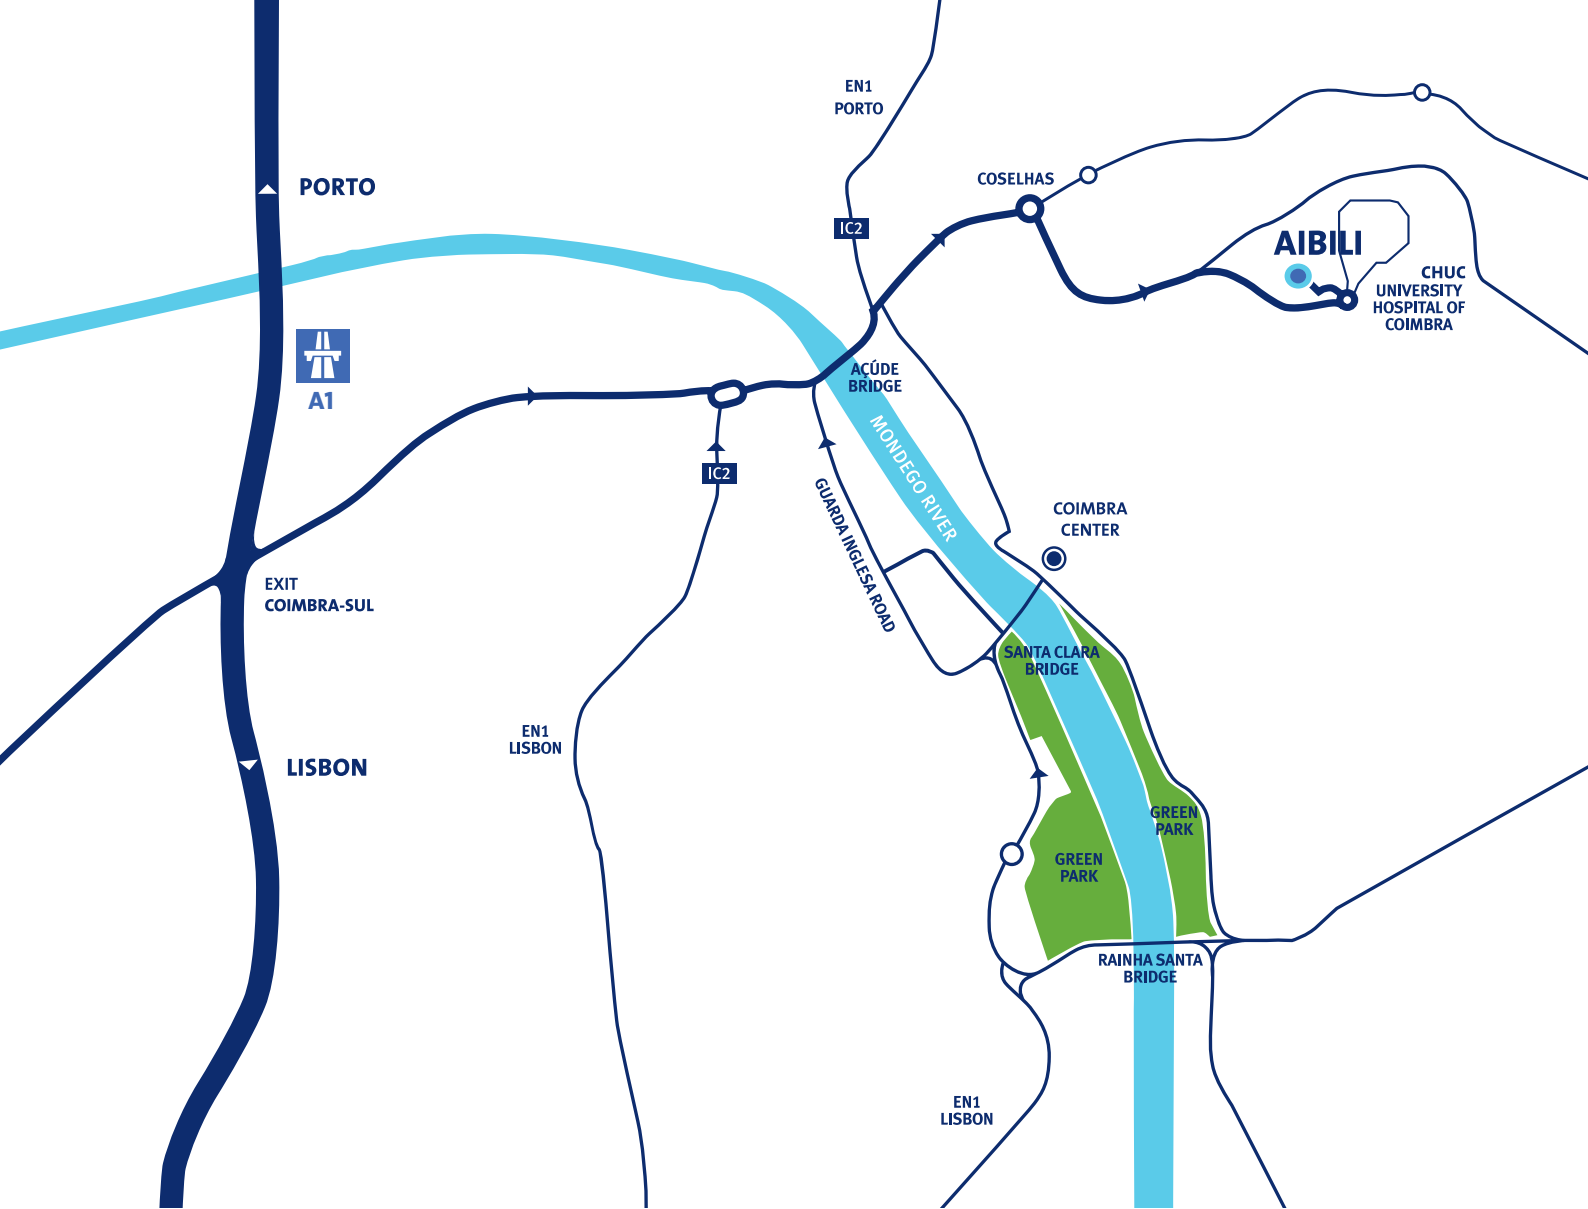 EN1
PORTO
COSELHAS
PORTO
IC2
AIBILI
CHUC
UNIVERSITY
HOSPITAL OF
COIMBRA
A1
AÇÚDE
BRIDGE
MONDEGO RIVER
IC2
GUARDA INGLESA ROAD
COIMBRA
CENTER
EXIT
COIMBRA-SUL
SANTA CLARA
BRIDGE
EN1
LISBON
LISBON
GREEN
PARK
GREEN
PARK
RAINHA SANTA
BRIDGE
EN1
LISBON